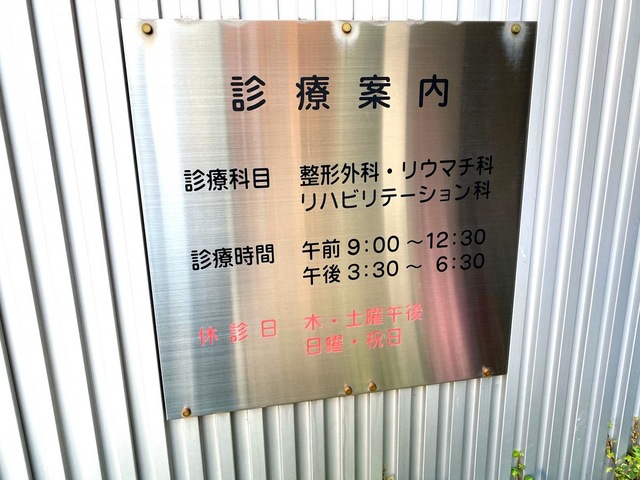 診療案内
診療科目 整形外科・リウマチ科
リハビリテーション科
診療時間 午前 9:00 ～12:30
午後 3:30～ 6:30
休診日 木・土曜午後
日曜・祝日